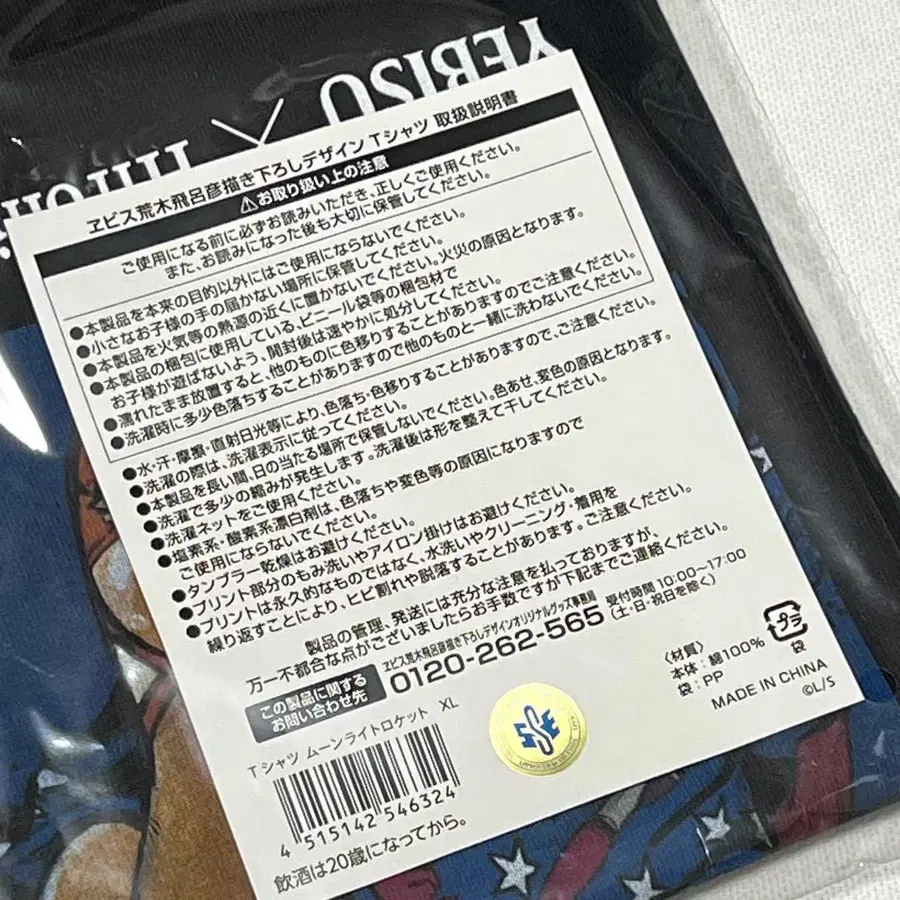 YEBISU
×
ヱビス荒木飛呂彦描き下ろしデザイン Tシャツ 取扱説明書
⚠お取り扱い上の注意
ご使用になる前に必ずお読みいただき、正しくご使用ください。
また、お読みになった後も大切に保管してください。
●本製品を本来の目的以外にはご使用にならないでください。
●小さなお子様の手の届かない場所に保管してください。
●本製品を火気等の熱源の近くに置かないでください。火災の原因となります。
●本製品の梱包に使用している、ビニール袋等の梱包材で
お子様が遊ばないよう、開封後は速やかに処分してください。
●濡れたまま放置すると、他のものに色移りすることがありますのでご注意ください。
●洗濯時に多少色落ちすることがありますので他のものと一緒に洗わないでください。
●水・汗・摩擦・直射日光等により、色落ち・色移りすることがありますので、ご注意ください。
●洗濯の際は、洗濯表示に従ってください。
●本製品を長い間、日の当たる場所で保管しないでください。色あせ、変色の原因となります。
●洗濯で多少の縮みが発生します。洗濯後は形を整えて干してください。
●洗濯ネットをご使用ください。
●塩素系・酸素系漂白剤は、色落ちや変色等の原因になりますので
ご使用にならないでください。
●タンブラー乾燥はお避けください。
●プリント部分のもみ洗いやアイロン掛けはお避けください。
●プリントは永久的なものではなく、水洗いやクリーニング・着用を
繰り返すことにより、ヒビ割れや脱落することがあります。ご注意ください。
製品の管理、発送には充分な注意を払っておりますが、
万一不都合な点がございましたらお手数ですが下記までご連絡ください。
この製品に関する
お問い合わせ先
ヱビス荒木飛呂彦描き下ろしデザインオリジナルグッズ事務局
0120-262-565
受付時間 10:00〜17:00
(土・日・祝日を除く)
〈材質〉
本体:綿100%
袋:PP
プラ
袋
MADE IN CHINA
©L/S
Tシャツ ムーンライトロケット XL
4 515142 546324
飲酒は20歳になってから。